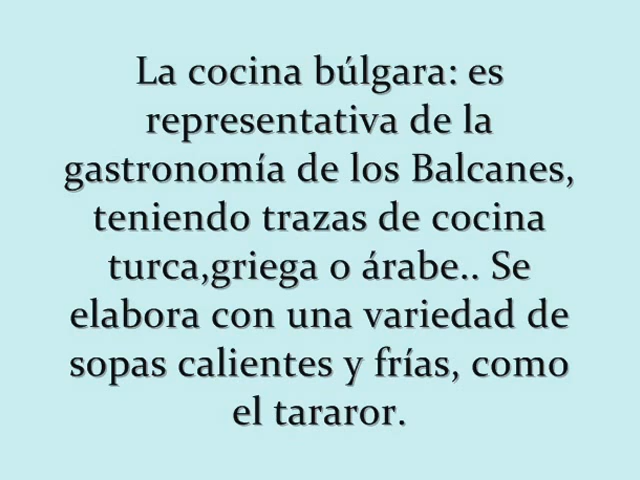 La cocina búlgara: es
representativa de la
gastronomía de los Balcanes,
teniendo trazas de cocina
turca,griega o árabe.. Se
elabora con una variedad de
sopas calientes y frías, como
el tararor.